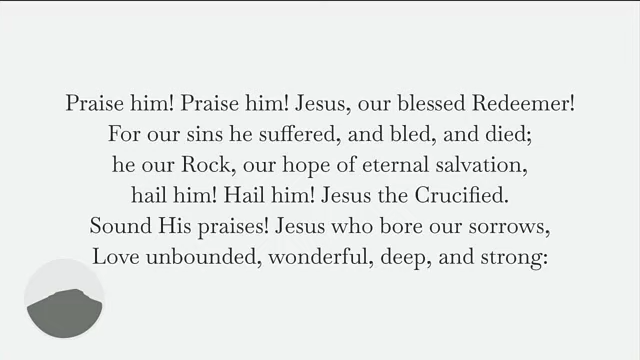 Praise him! Praise him! Jesus, our blessed Redeemer!
For our sins he suffered, and bled, and died;
he our Rock, our hope of eternal salvation,
hail him! Hail him! Jesus the Crucified.
Sound His praises! Jesus who bore our sorrows,
Love unbounded, wonderful, deep, and strong: